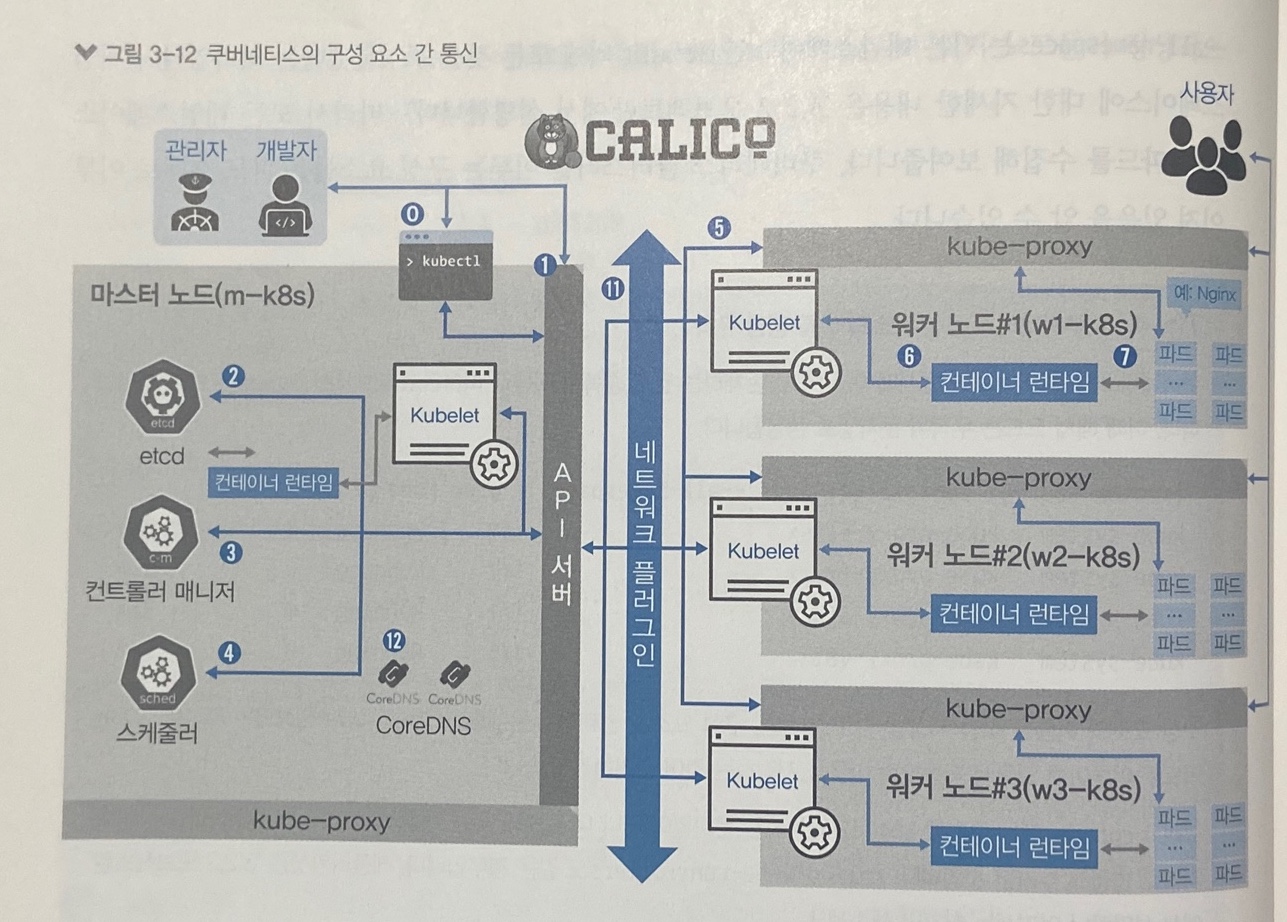 그림 3-12 쿠버네티스의 구성 요소 간 통신
관리자 개발자
</>
CALICO
사용자
0
> kubectl
1
마스터 노드(m-k8s)
2
etcd
etcd
Kubelet
컨테이너 런타임
3
c-m
컨트롤러 매니저
4
sched
스케줄러
12
CoreDNS CoreDNS
CoreDNS
kube-proxy
API 서버
11
네트워크 플러그인
5
kube-proxy
예: Nginx
Kubelet
워커 노드#1(w1-k8s)
6
컨테이너 런타임
7
파드 파드
... ...
파드 파드
kube-proxy
Kubelet
워커 노드#2(w2-k8s)
컨테이너 런타임
파드 파드
... ...
파드 파드
kube-proxy
Kubelet
워커 노드#3(w3-k8s)
컨테이너 런타임
파드 파드
... ...
파드 파드